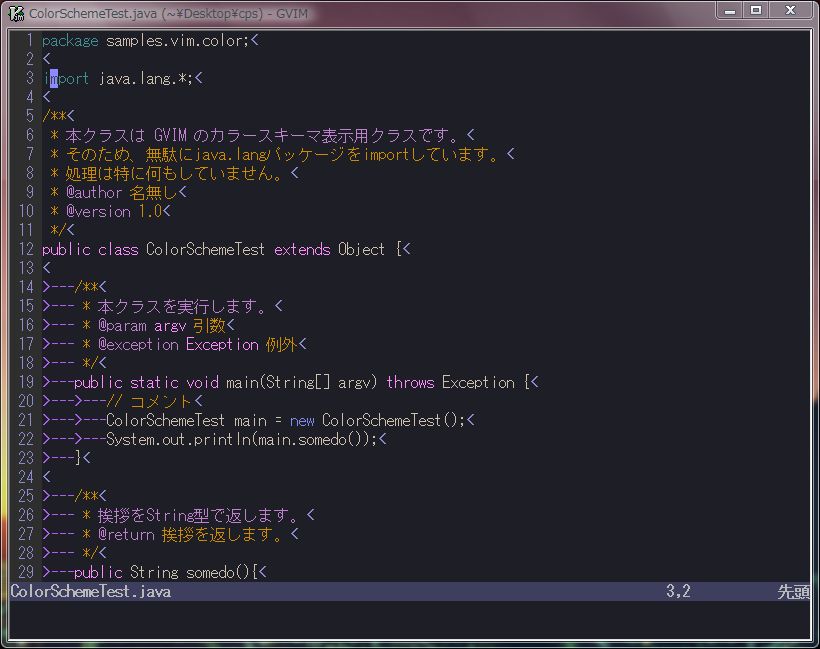 ColorSchemeTest.java (~¥Desktop¥cps) - GVIM
1 package samples.vim.color;<
2 <
3 import java.lang.*;<
4 <
5 /**<
6  * 本クラスは GVIM のカラースキーマ表示用クラスです。<
7  * そのため、無駄にjava.langパッケージをimportしています。<
8  * 処理は特に何もしていません。<
9  * @author 名無し<
10  * @version 1.0<
11  */<
12 public class ColorSchemeTest extends Object {<
13 <
14 >---/**<
15 >--- * 本クラスを実行します。<
16 >--- * @param argv 引数<
17 >--- * @exception Exception 例外<
18 >--- */<
19 >---public static void main(String[] argv) throws Exception {<
20 >--->---// コメント<
21 >--->---ColorSchemeTest main = new ColorSchemeTest();<
22 >--->---System.out.println(main.somedo());<
23 >---}<
24 <
25 >---/**<
26 >--- * 挨拶をString型で返します。<
27 >--- * @return 挨拶を返します。<
28 >--- */<
29 >---public String somedo(){<
ColorSchemeTest.java 3,2 先頭